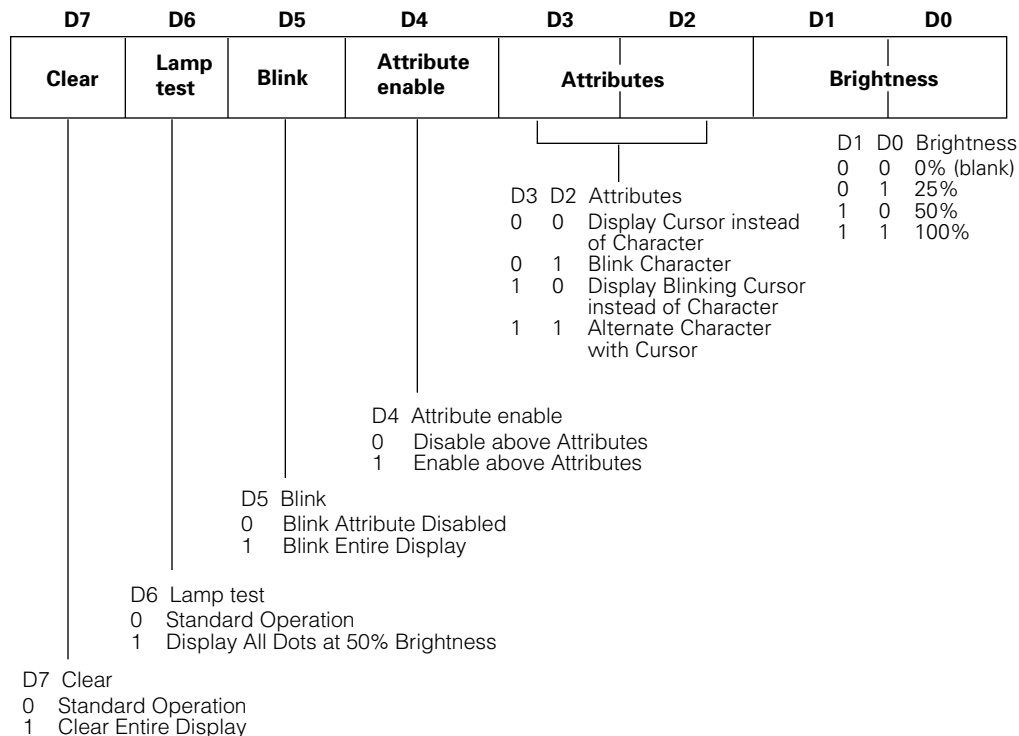 D7 D6 D5 D4 D3 D2 D1 D0
Clear
Lamp
test
Blink
Attribute
enable
Attributes
Brightness
D1 D0 Brightness
0 0 0% (blank)
0 1 25%
1 0 50%
1 1 100%
D3 D2 Attributes
0 0 Display Cursor instead
of Character
0 1 Blink Character
1 0 Display Blinking Cursor
instead of Character
1 1 Alternate Character
with Cursor
D4 Attribute enable
0 Disable above Attributes
1 Enable above Attributes
D5 Blink
0 Blink Attribute Disabled
1 Blink Entire Display
D6 Lamp test
0 Standard Operation
1 Display All Dots at 50% Brightness
D7 Clear
0 Standard Operation
1 Clear Entire Display